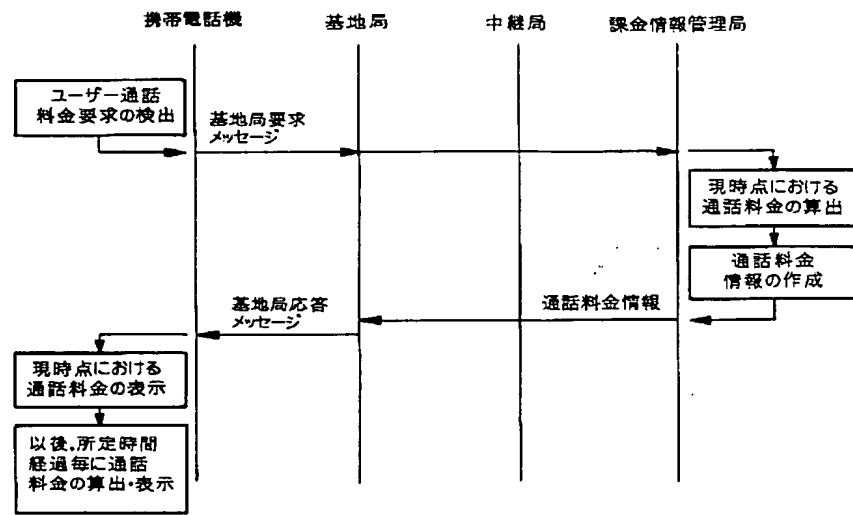 携帯電話機
基地局
中継局
課金情報管理局
ユーザー通話
料金要求の検出
基地局要求
メッセージ
現時点における
通話料金の算出
通話料金
情報の作成
通話料金情報
基地局応答
メッセージ
現時点における
通話料金の表示
以後,所定時間
経過毎に通話
料金の算出・表示